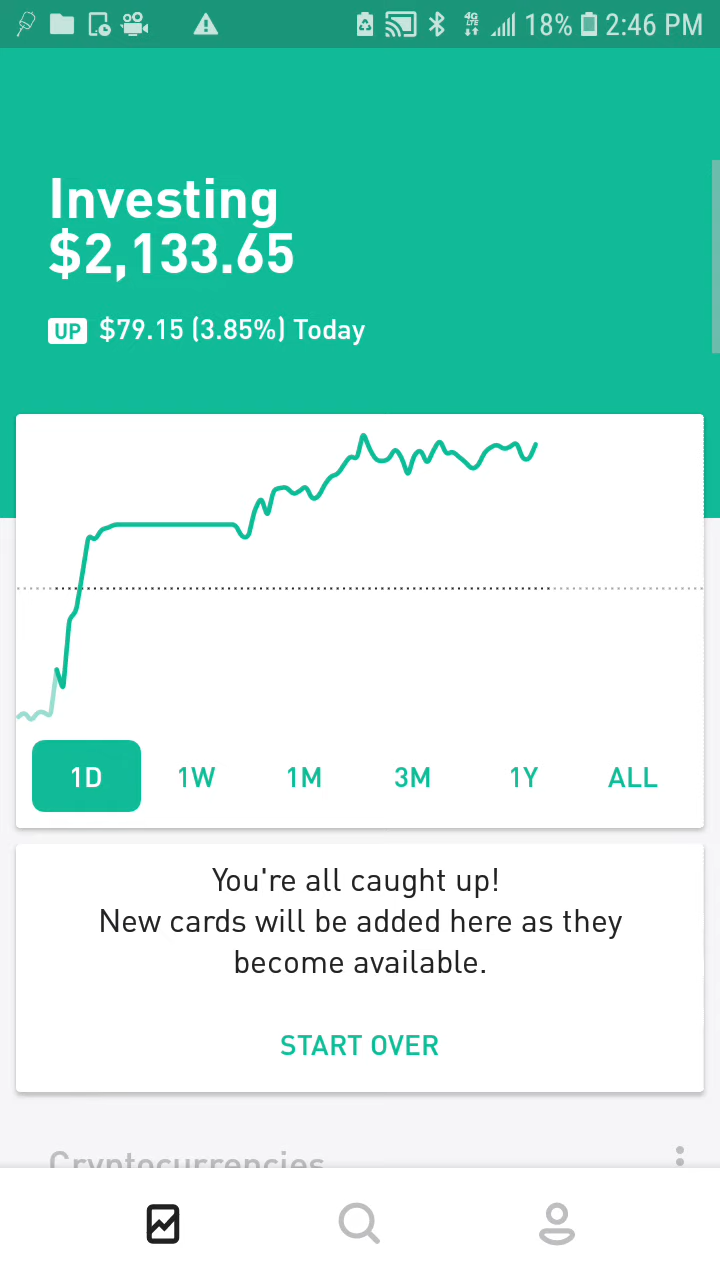 4G
LTE
18%
2:46 PM
Investing
$2,133.65
UP $79.15 (3.85%) Today
1D 1W 1M 3M 1Y ALL
You're all caught up!
New cards will be added here as they
become available.
START OVER
Cryptocurrencies